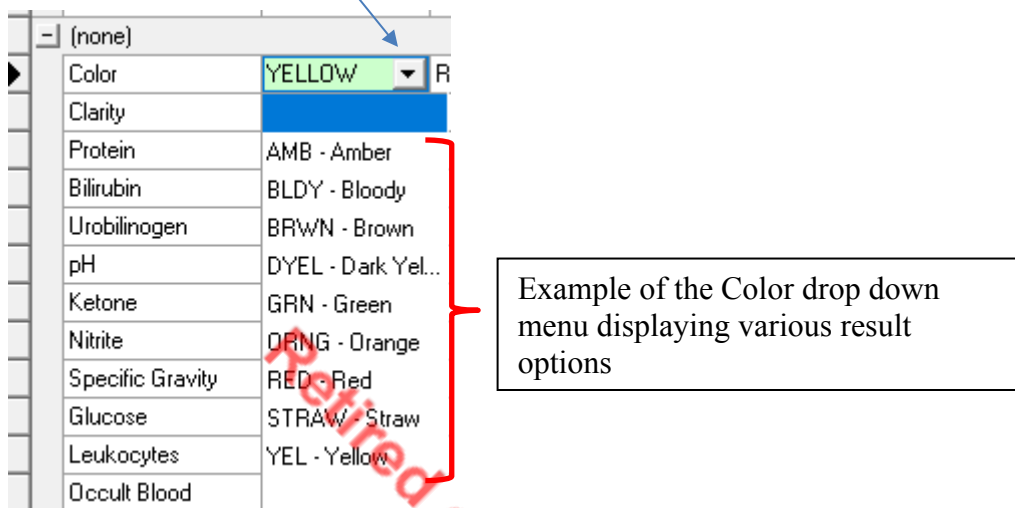 (none)
Color YELLOW R
Clarity
Protein AMB - Amber
Bilirubin BLDY - Bloody
Urobilinogen BRWN - Brown
pH DYEL - Dark Yel...
Ketone GRN - Green
Nitrite ORNG - Orange
Specific Gravity RED - Red
Glucose STRAW - Straw
Leukocytes YEL - Yellow
Occult Blood
Retired
Example of the Color drop down
menu displaying various result
options